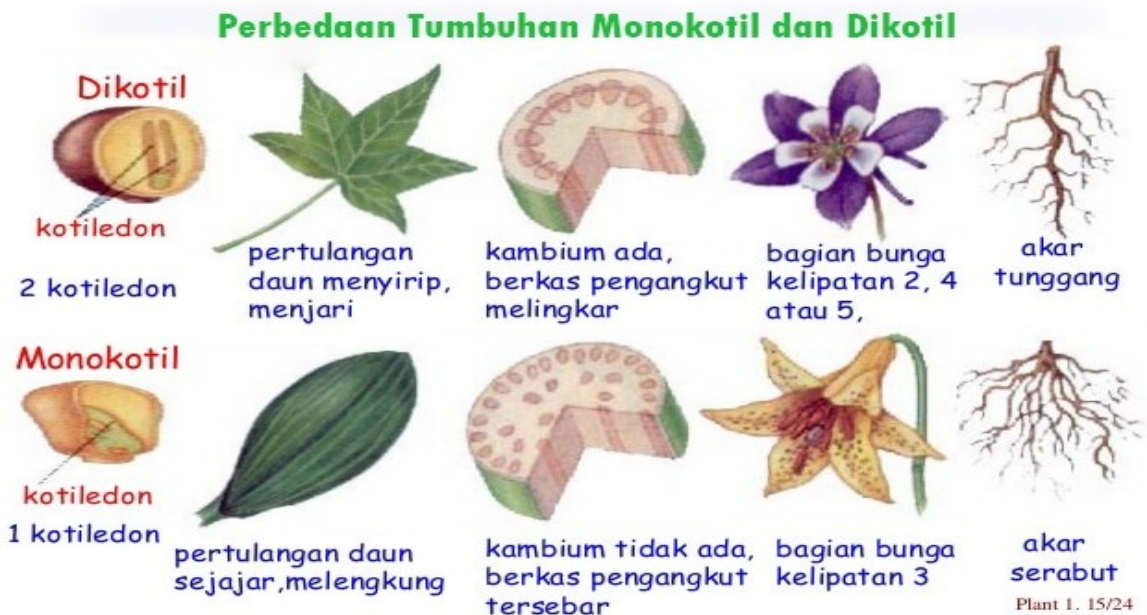 Perbedaan Tumbuhan Monokotil dan Dikotil
Dikotil
kotiledon
2 kotiledon
pertulangan
daun menyirip,
menjari
kambium ada,
berkas pengangkut
melingkar
bagian bunga
kelipatan 2, 4
atau 5,
akar
tunggang
Monokotil
kotiledon
1 kotiledon
pertulangan daun
sejajar,melengkung
kambium tidak ada,
berkas pengangkut
tersebar
bagian bunga
kelipatan 3
akar
serabut
Plant 1. 15/24